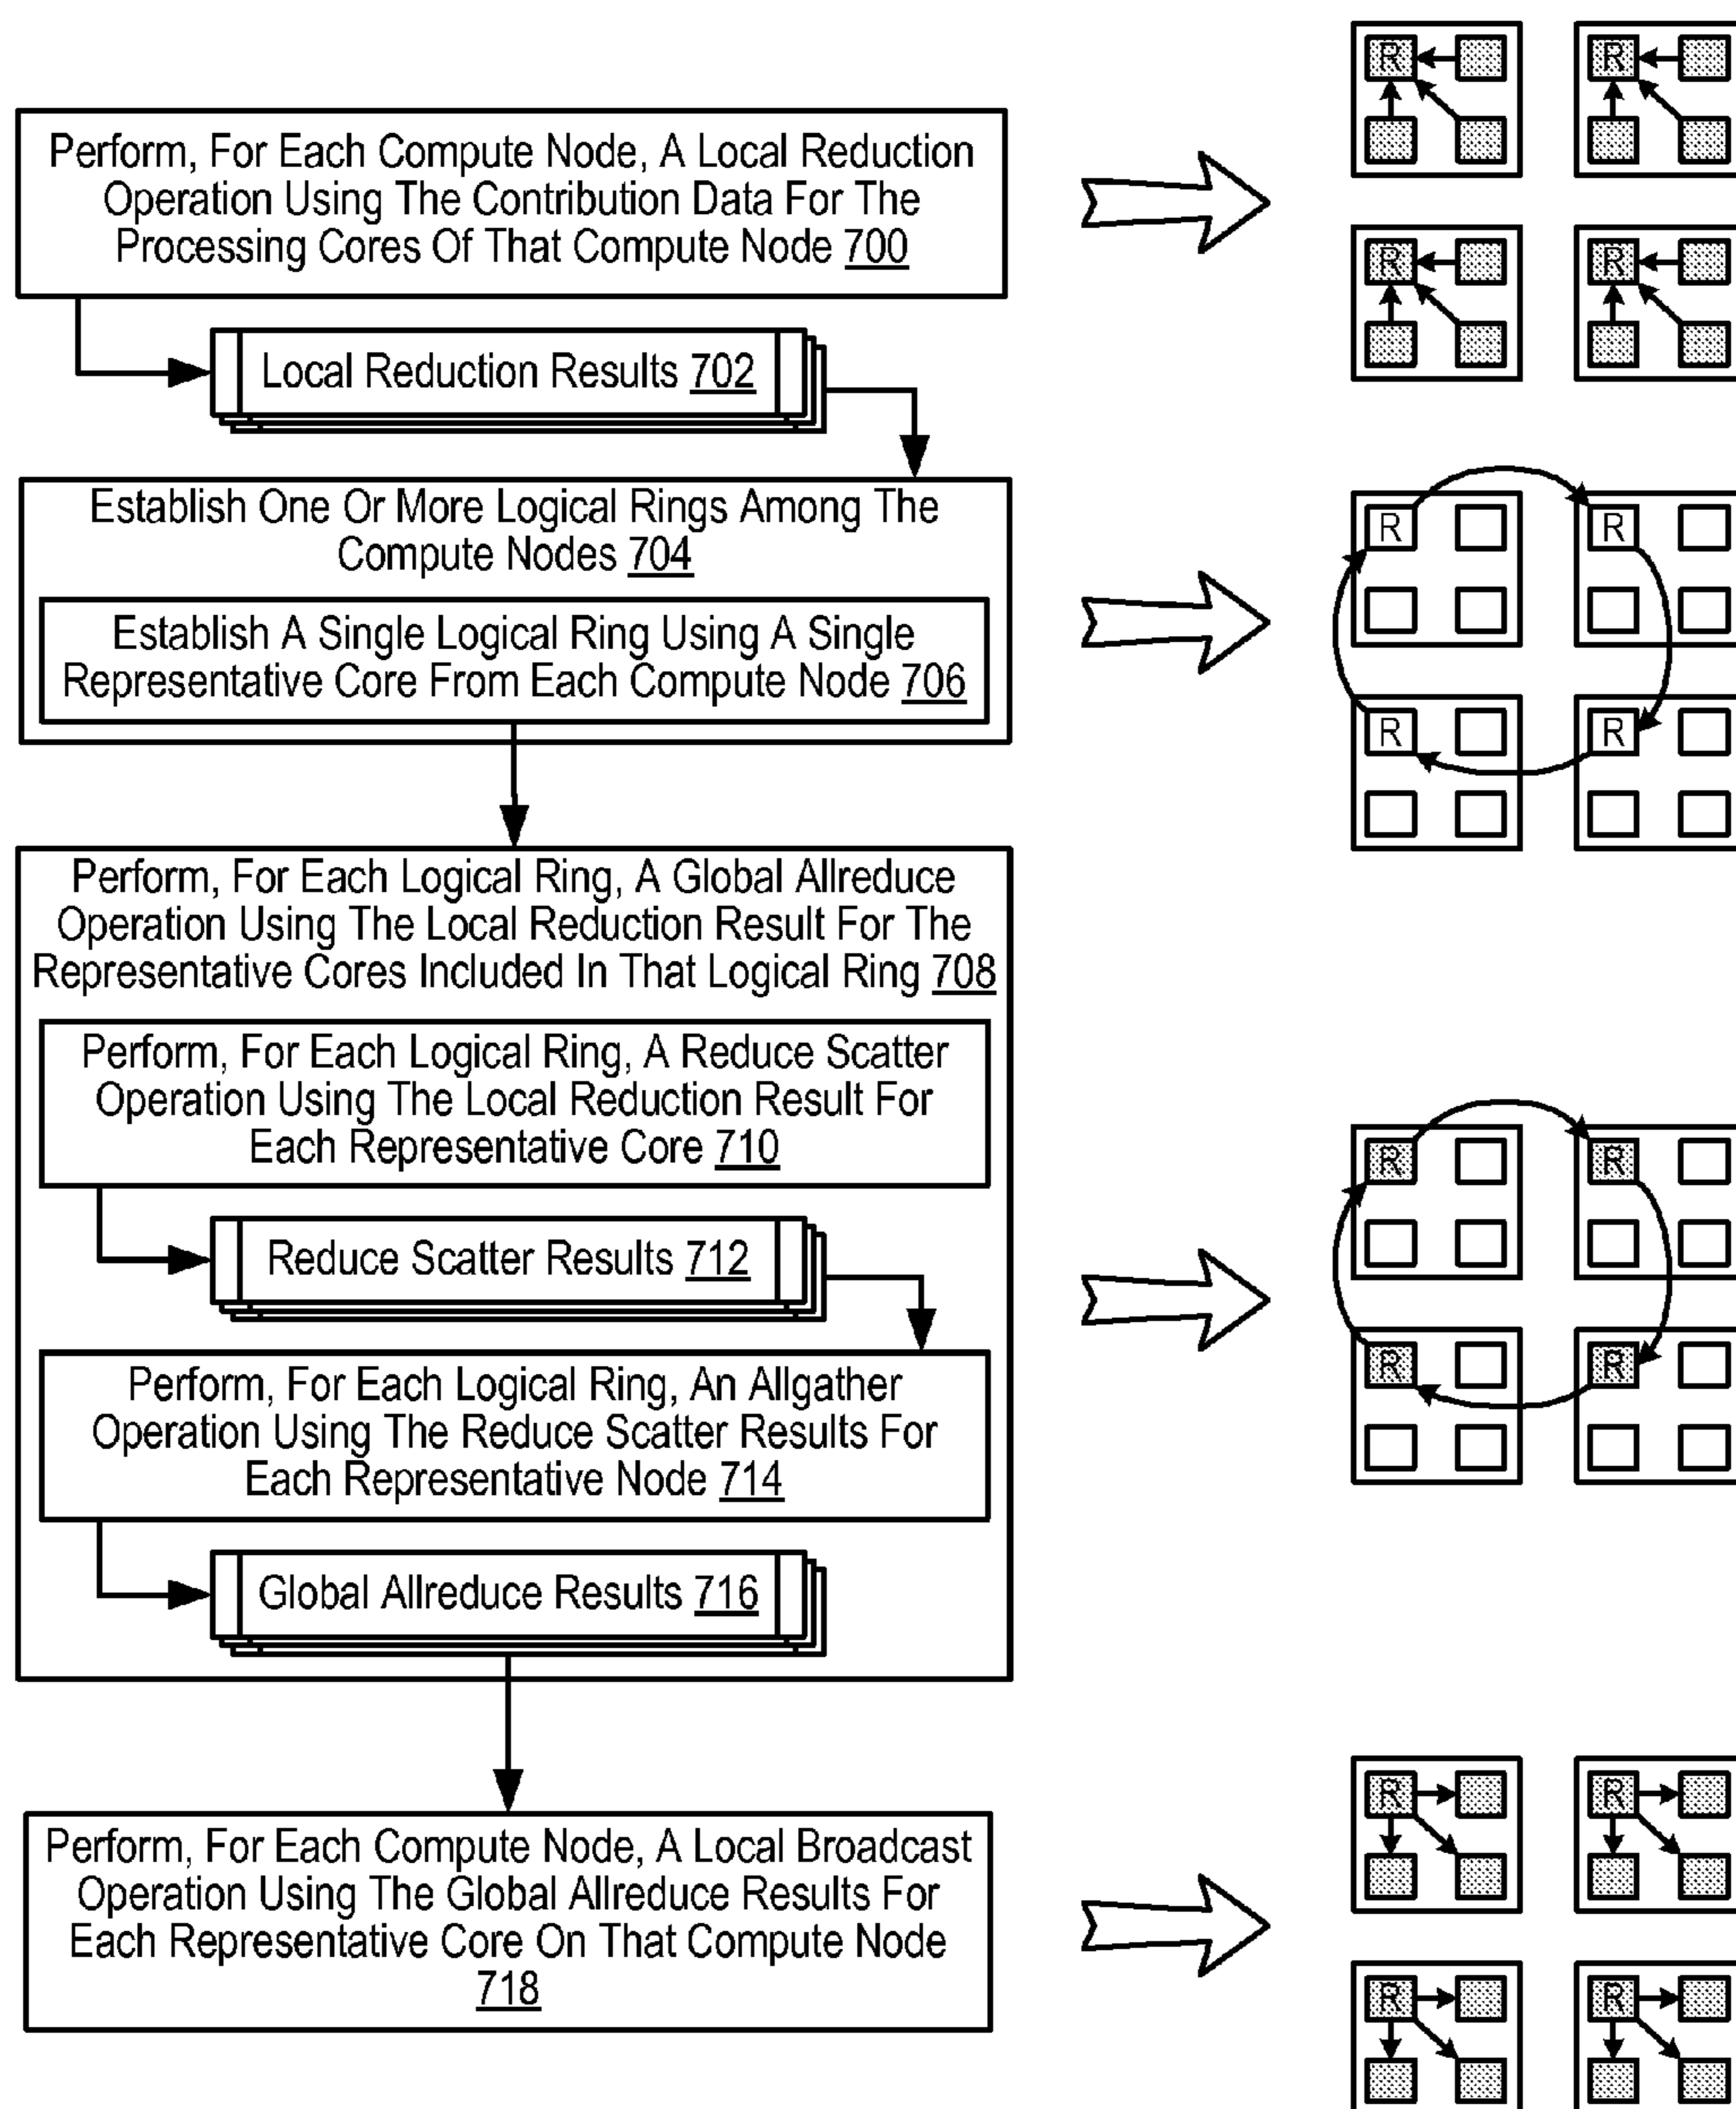 Perform, For Each Compute Node, A Local Reduction
Operation Using The Contribution Data For The
Processing Cores Of That Compute Node 700
R
R
R
R
Local Reduction Results 702
Establish One Or More Logical Rings Among The
Compute Nodes 704
Establish A Single Logical Ring Using A Single
Representative Core From Each Compute Node 706
R
R
R
R
Perform, For Each Logical Ring, A Global Allreduce
Operation Using The Local Reduction Result For The
Representative Cores Included In That Logical Ring 708
Perform, For Each Logical Ring, A Reduce Scatter
Operation Using The Local Reduction Result For
Each Representative Core 710
Reduce Scatter Results 712
Perform, For Each Logical Ring, An Allgather
Operation Using The Reduce Scatter Results For
Each Representative Node 714
Global Allreduce Results 716
R
R
R
R
Perform, For Each Compute Node, A Local Broadcast
Operation Using The Global Allreduce Results For
Each Representative Core On That Compute Node
718
R
R
R
R